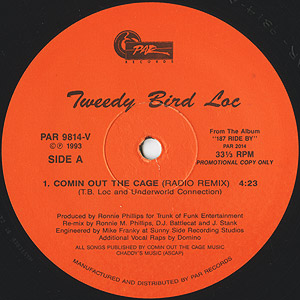 PAR
RECORDS
Tweedy Bird Loc
PAR 9814-V
℗ © 1993
SIDE A
From The Album
"187 RIDE BY"
PAR 2014
33⅓ RPM
PROMOTIONAL COPY ONLY
1. COMIN OUT THE CAGE (RADIO REMIX) 4:23
(T.B. Loc and Underworld Connection)
Produced by Ronnie Phillips for Trunk of Funk Entertainment
Re-mix by Ronnie M. Phillips, D.J. Battlecat and J. Stank
Engineered by Mike Franky at Sunny Side Recording Studios
Additional Vocal Raps by Domino
ALL SONGS PUBLISHED BY COMIN OUT THE CAGE MUSIC
CHADDY'S MUSIC (ASCAP)
MANUFACTURED AND DISTRIBUTED BY PAR RECORDS